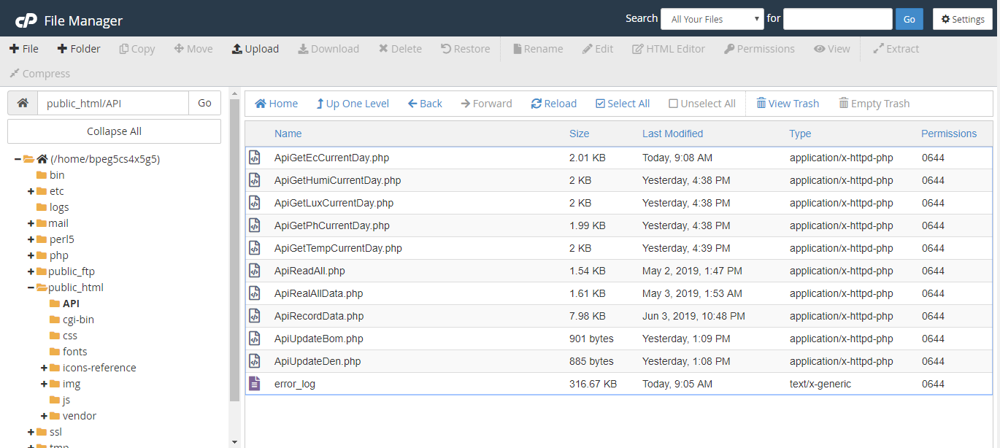 cP File Manager Search All Your Files for Go Settings
File Folder Copy Move Upload Download Delete Restore Rename Edit HTML Editor Permissions View Extract
Compress
public_html/API Go
Collapse All
(/home/bpeg5cs4x5g5)
bin
etc
logs
mail
perl5
php
public_ftp
public_html
API
cgi-bin
css
fonts
icons-reference
img
js
vendor
ssl
tmp
Home Up One Level Back Forward Reload Select All Unselect All View Trash Empty Trash
Name Size Last Modified Type Permissions
ApiGetEcCurrentDay.php 2.01 KB Today, 9:08 AM application/x-httpd-php 0644
ApiGetHumiCurrentDay.php 2 KB Yesterday, 4:38 PM application/x-httpd-php 0644
ApiGetLuxCurrentDay.php 2 KB Yesterday, 4:38 PM application/x-httpd-php 0644
ApiGetPhCurrentDay.php 1.99 KB Yesterday, 4:38 PM application/x-httpd-php 0644
ApiGetTempCurrentDay.php 2 KB Yesterday, 4:39 PM application/x-httpd-php 0644
ApiReadAll.php 1.54 KB May 2, 2019, 1:47 PM application/x-httpd-php 0644
ApiRealAllData.php 1.61 KB May 3, 2019, 1:53 AM application/x-httpd-php 0644
ApiRecordData.php 7.98 KB Jun 3, 2019, 10:48 PM application/x-httpd-php 0644
ApiUpdateBom.php 901 bytes Yesterday, 1:09 PM application/x-httpd-php 0644
ApiUpdateDen.php 885 bytes Yesterday, 1:08 PM application/x-httpd-php 0644
error_log 316.67 KB Today, 9:05 AM text/x-generic 0644